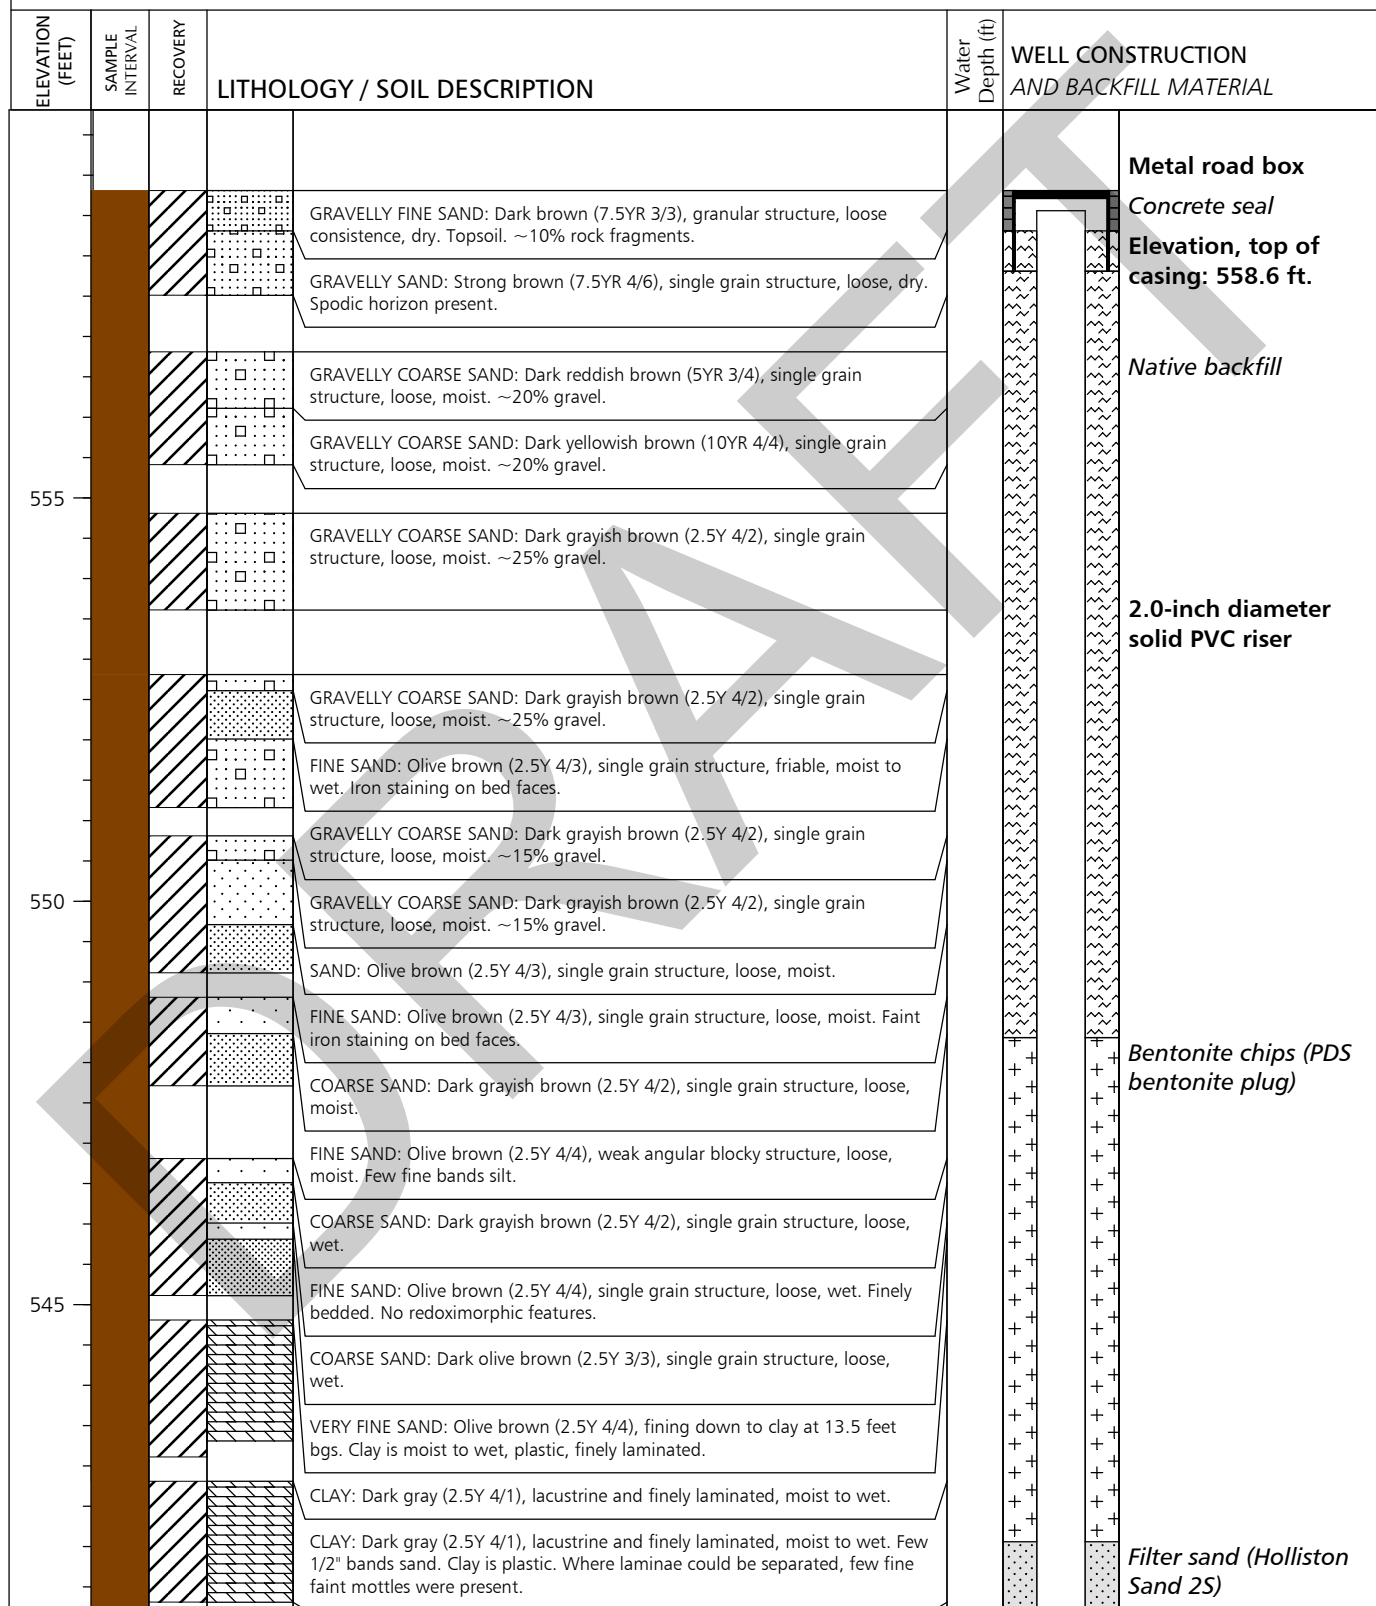 ELEVATION
(FEET)
SAMPLE
INTERVAL
RECOVERY
LITHOLOGY / SOIL DESCRIPTION
Water
Depth (ft)
WELL CONSTRUCTION
AND BACKFILL MATERIAL
Metal road box
Concrete seal
Elevation, top of
casing: 558.6 ft.
Native backfill
2.0-inch diameter
solid PVC riser
Bentonite chips (PDS
bentonite plug)
Filter sand (Holliston
Sand 2S)
GRAVELLY FINE SAND: Dark brown (7.5YR 3/3), granular structure, loose
consistence, dry. Topsoil. ~10% rock fragments.
GRAVELLY SAND: Strong brown (7.5YR 4/6), single grain structure, loose, dry.
Spodic horizon present.
GRAVELLY COARSE SAND: Dark reddish brown (5YR 3/4), single grain
structure, loose, moist. ~20% gravel.
GRAVELLY COARSE SAND: Dark yellowish brown (10YR 4/4), single grain
structure, loose, moist. ~20% gravel.
555
GRAVELLY COARSE SAND: Dark grayish brown (2.5Y 4/2), single grain
structure, loose, moist. ~25% gravel.
GRAVELLY COARSE SAND: Dark grayish brown (2.5Y 4/2), single grain
structure, loose, moist. ~25% gravel.
FINE SAND: Olive brown (2.5Y 4/3), single grain structure, friable, moist to
wet. Iron staining on bed faces.
GRAVELLY COARSE SAND: Dark grayish brown (2.5Y 4/2), single grain
structure, loose, moist. ~15% gravel.
550
GRAVELLY COARSE SAND: Dark grayish brown (2.5Y 4/2), single grain
structure, loose, moist. ~15% gravel.
SAND: Olive brown (2.5Y 4/3), single grain structure, loose, moist.
FINE SAND: Olive brown (2.5Y 4/3), single grain structure, loose, moist. Faint
iron staining on bed faces.
COARSE SAND: Dark grayish brown (2.5Y 4/2), single grain structure, loose,
moist.
FINE SAND: Olive brown (2.5Y 4/4), weak angular blocky structure, loose,
moist. Few fine bands silt.
COARSE SAND: Dark grayish brown (2.5Y 4/2), single grain structure, loose,
wet.
545
FINE SAND: Olive brown (2.5Y 4/4), single grain structure, loose, wet. Finely
bedded. No redoximorphic features.
COARSE SAND: Dark olive brown (2.5Y 3/3), single grain structure, loose,
wet.
VERY FINE SAND: Olive brown (2.5Y 4/4), fining down to clay at 13.5 feet
bgs. Clay is moist to wet, plastic, finely laminated.
CLAY: Dark gray (2.5Y 4/1), lacustrine and finely laminated, moist to wet.
CLAY: Dark gray (2.5Y 4/1), lacustrine and finely laminated, moist to wet. Few
1/2" bands sand. Clay is plastic. Where laminae could be separated, few fine
faint mottles were present.
DRAFT